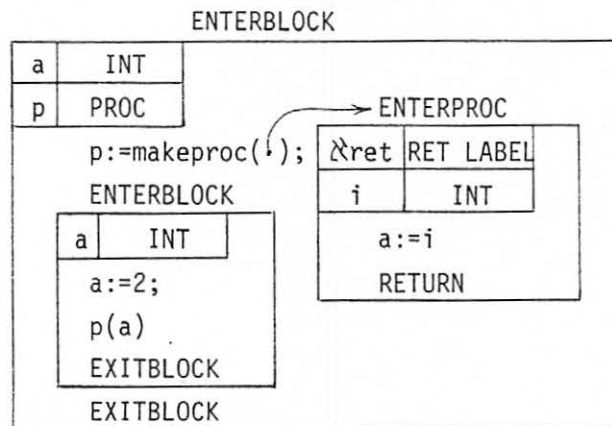 ENTERBLOCK
a INT
p PROC
p:=makeproc(·);
ENTERPROC
ℵret RET LABEL
i INT
a:=i
RETURN
ENTERBLOCK
a INT
a:=2;
p(a)
EXITBLOCK
EXITBLOCK